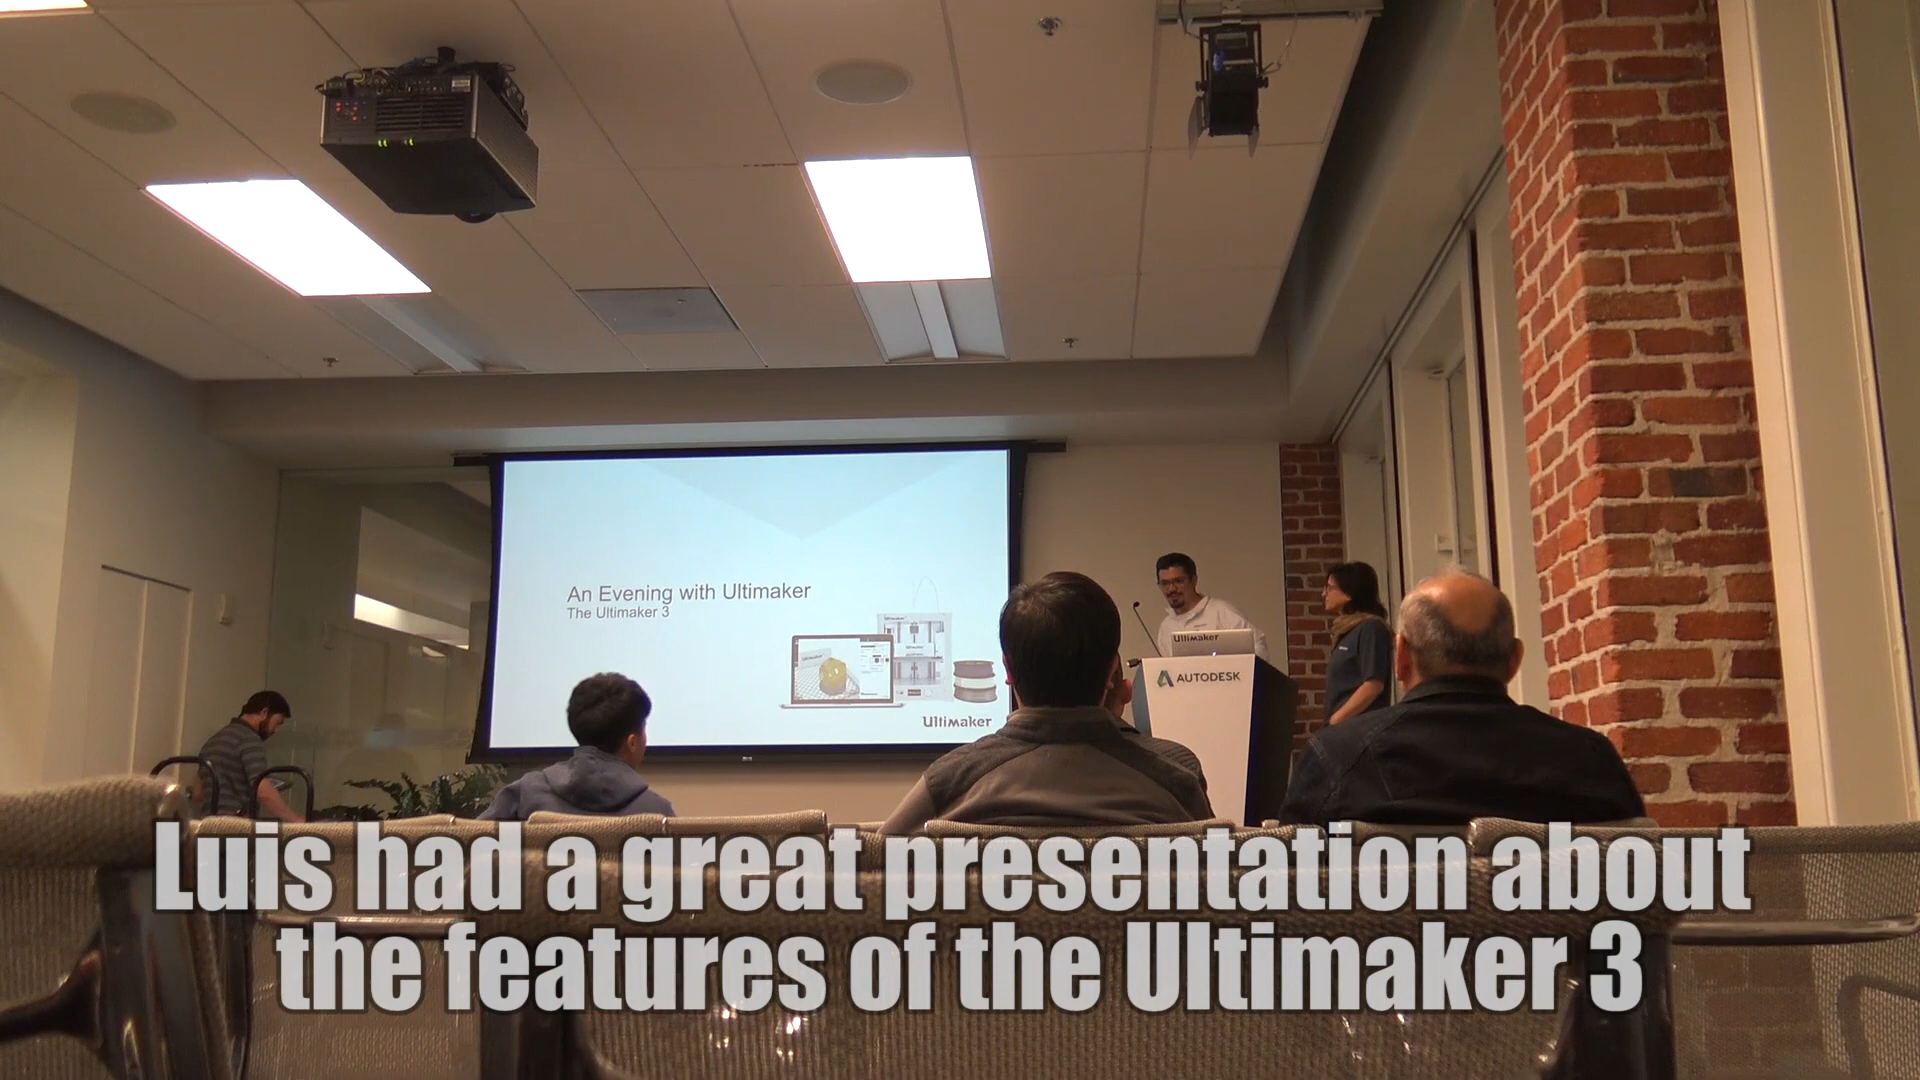 An Evening with Ultimaker
The Ultimaker 3
Ultimaker
Ultimaker
Ultimaker
AUTODESK
Luis had a great presentation about
the features of the Ultimaker 3